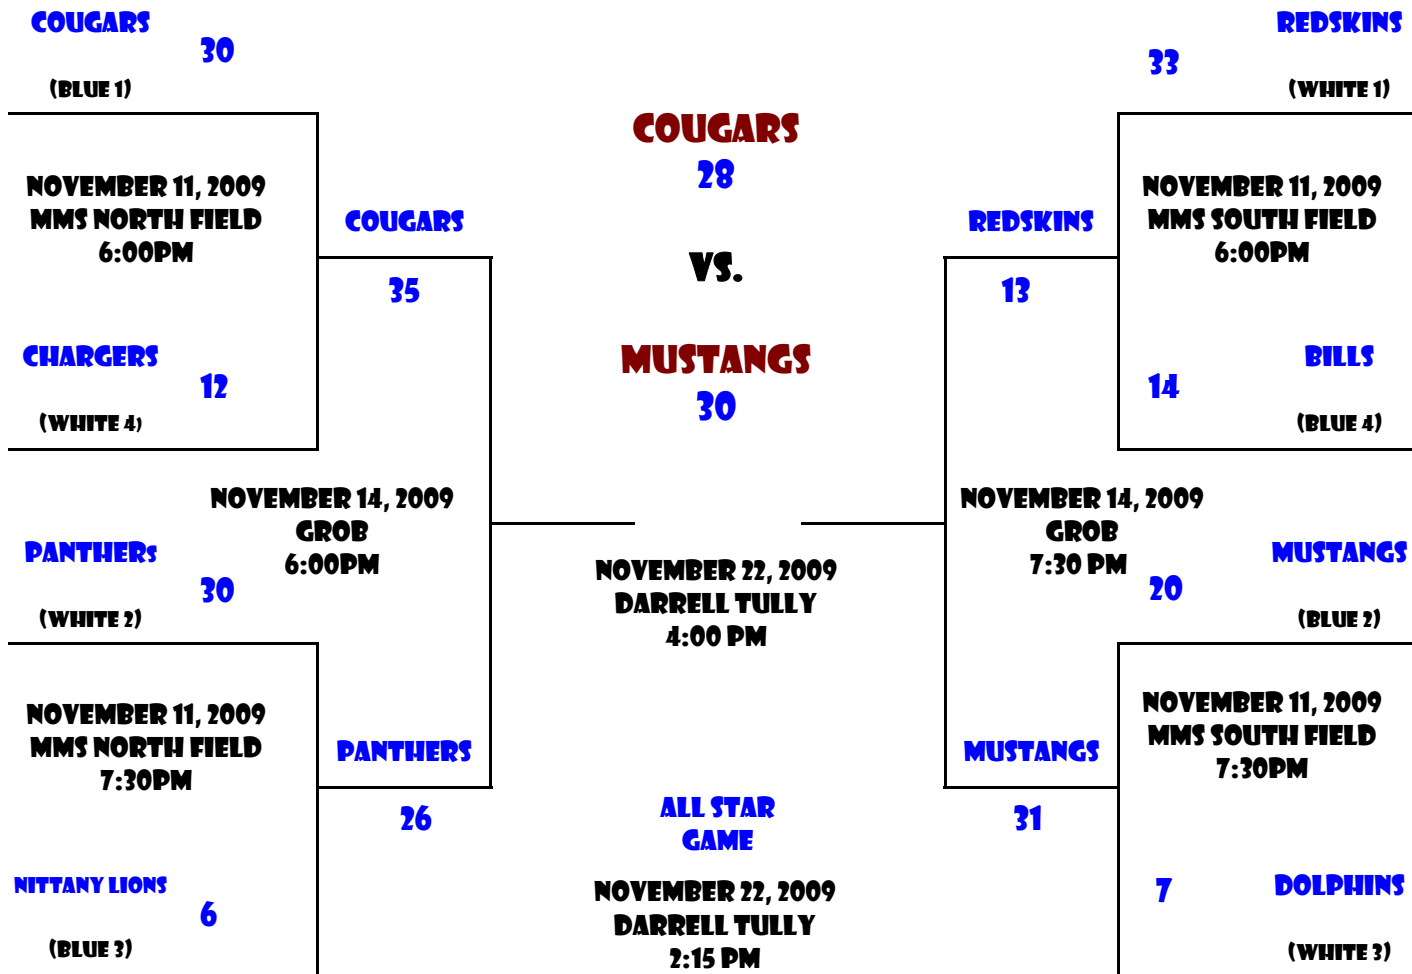 COUGARS
30
(BLUE 1)
NOVEMBER 11, 2009
MMS NORTH FIELD
6:00PM
CHARGERS
12
(WHITE 4)
COUGARS
35
NOVEMBER 14, 2009
GROB
6:00PM
PANTHERS
30
(WHITE 2)
NOVEMBER 11, 2009
MMS NORTH FIELD
7:30PM
PANTHERS
26
NITTANY LIONS
6
(BLUE 3)
COUGARS
28
VS.
MUSTANGS
30
NOVEMBER 22, 2009
DARRELL TULLY
4:00 PM
ALL STAR
GAME
NOVEMBER 22, 2009
DARRELL TULLY
2:15 PM
REDSKINS
33
(WHITE 1)
NOVEMBER 11, 2009
MMS SOUTH FIELD
6:00PM
REDSKINS
13
BILLS
14
(BLUE 4)
NOVEMBER 14, 2009
GROB
7:30 PM
MUSTANGS
20
(BLUE 2)
NOVEMBER 11, 2009
MMS SOUTH FIELD
7:30PM
MUSTANGS
31
7
DOLPHINS
(WHITE 3)